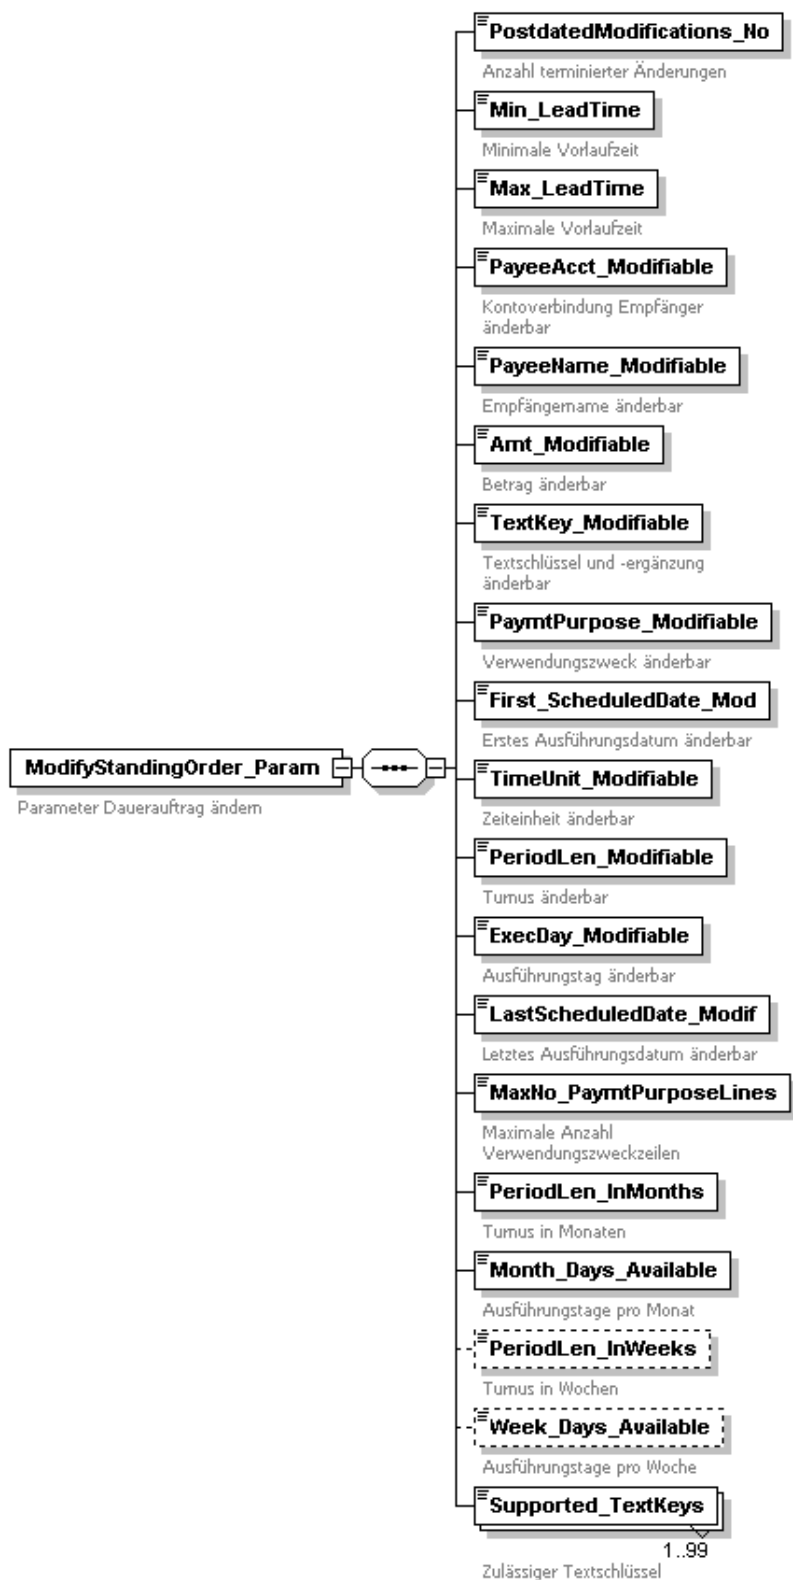 PostdatedModifications_No
Anzahl terminierter Änderungen
Min_LeadTime
Minimale Vorlaufzeit
Max_LeadTime
Maximale Vorlaufzeit
PayeeAcct_Modifiable
Kontoverbindung Empfänger
änderbar
PayeeName_Modifiable
Empfängername änderbar
Amt_Modifiable
Betrag änderbar
TextKey_Modifiable
Textschlüssel und -ergänzung
änderbar
PaymtPurpose_Modifiable
Verwendungszweck änderbar
First_ScheduledDate_Mod
Erstes Ausführungsdatum änderbar
ModifyStandingOrder_Param
Parameter Dauerauftrag ändern
TimeUnit_Modifiable
Zeiteinheit änderbar
PeriodLen_Modifiable
Turnus änderbar
ExecDay_Modifiable
Ausführungstag änderbar
LastScheduledDate_Modif
Letztes Ausführungsdatum änderbar
MaxNo_PaymtPurposeLines
Maximale Anzahl
Verwendungszweckzeilen
PeriodLen_InMonths
Turnus in Monaten
Month_Days_Available
Ausführungstage pro Monat
PeriodLen_InWeeks
Turnus in Wochen
Week_Days_Available
Ausführungstage pro Woche
Supported_TextKeys
1..99
Zulässiger Textschlüssel